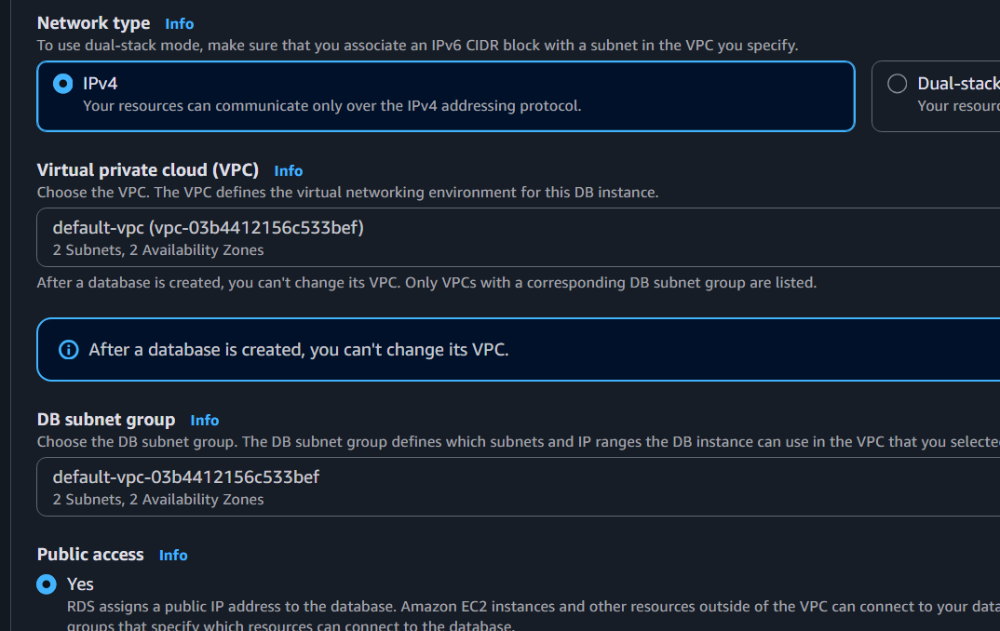 Network type Info
To use dual-stack mode, make sure that you associate an IPv6 CIDR block with a subnet in the VPC you specify.
IPv4
Your resources can communicate only over the IPv4 addressing protocol.
Dual-stack
Your
Virtual private cloud (VPC) Info
Choose the VPC. The VPC defines the virtual networking environment for this DB instance.
default-vpc (vpc-03b4412156c533bef)
2 Subnets, 2 Availability Zones
After a database is created, you can't change its VPC. Only VPCs with a corresponding DB subnet group are listed.
After a database is created, you can't change its VPC.
DB subnet group Info
Choose the DB subnet group. The DB subnet group defines which subnets and IP ranges the DB instance can use in the VPC that you
default-vpc-03b4412156c533bef
2 Subnets, 2 Availability Zones
Public access Info
Yes
RDS assigns a public IP address to the database. Amazon EC2 instances and other resources outside of the VPC can connect to your
groups that specify which resources can connect to the database.